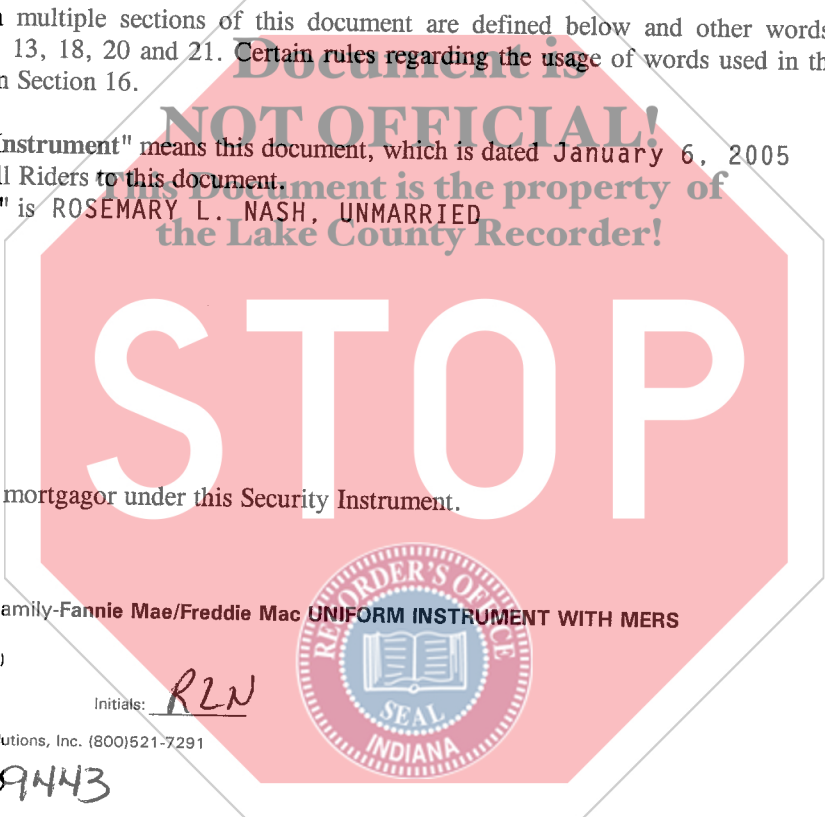 multiple sections of this document are defined below and other words
13, 18, 20 and 21. Certain rules regarding the usage of words used in th
n Section 16.
Document is
NOT OFFICIAL!
This Document is the property of
the Lake County Recorder!
Instrument" means this document, which is dated January 6, 2005
ll Riders to this document.
" is ROSEMARY L. NASH, UNMARRIED
STOP
mortgagor under this Security Instrument.
amily-Fannie Mae/Freddie Mac UNIFORM INSTRUMENT WITH MERS
)
Initials: RLN
utions, Inc. (800)521-7291
9443
RECORDER'S OFFICE
SEAL
INDIANA